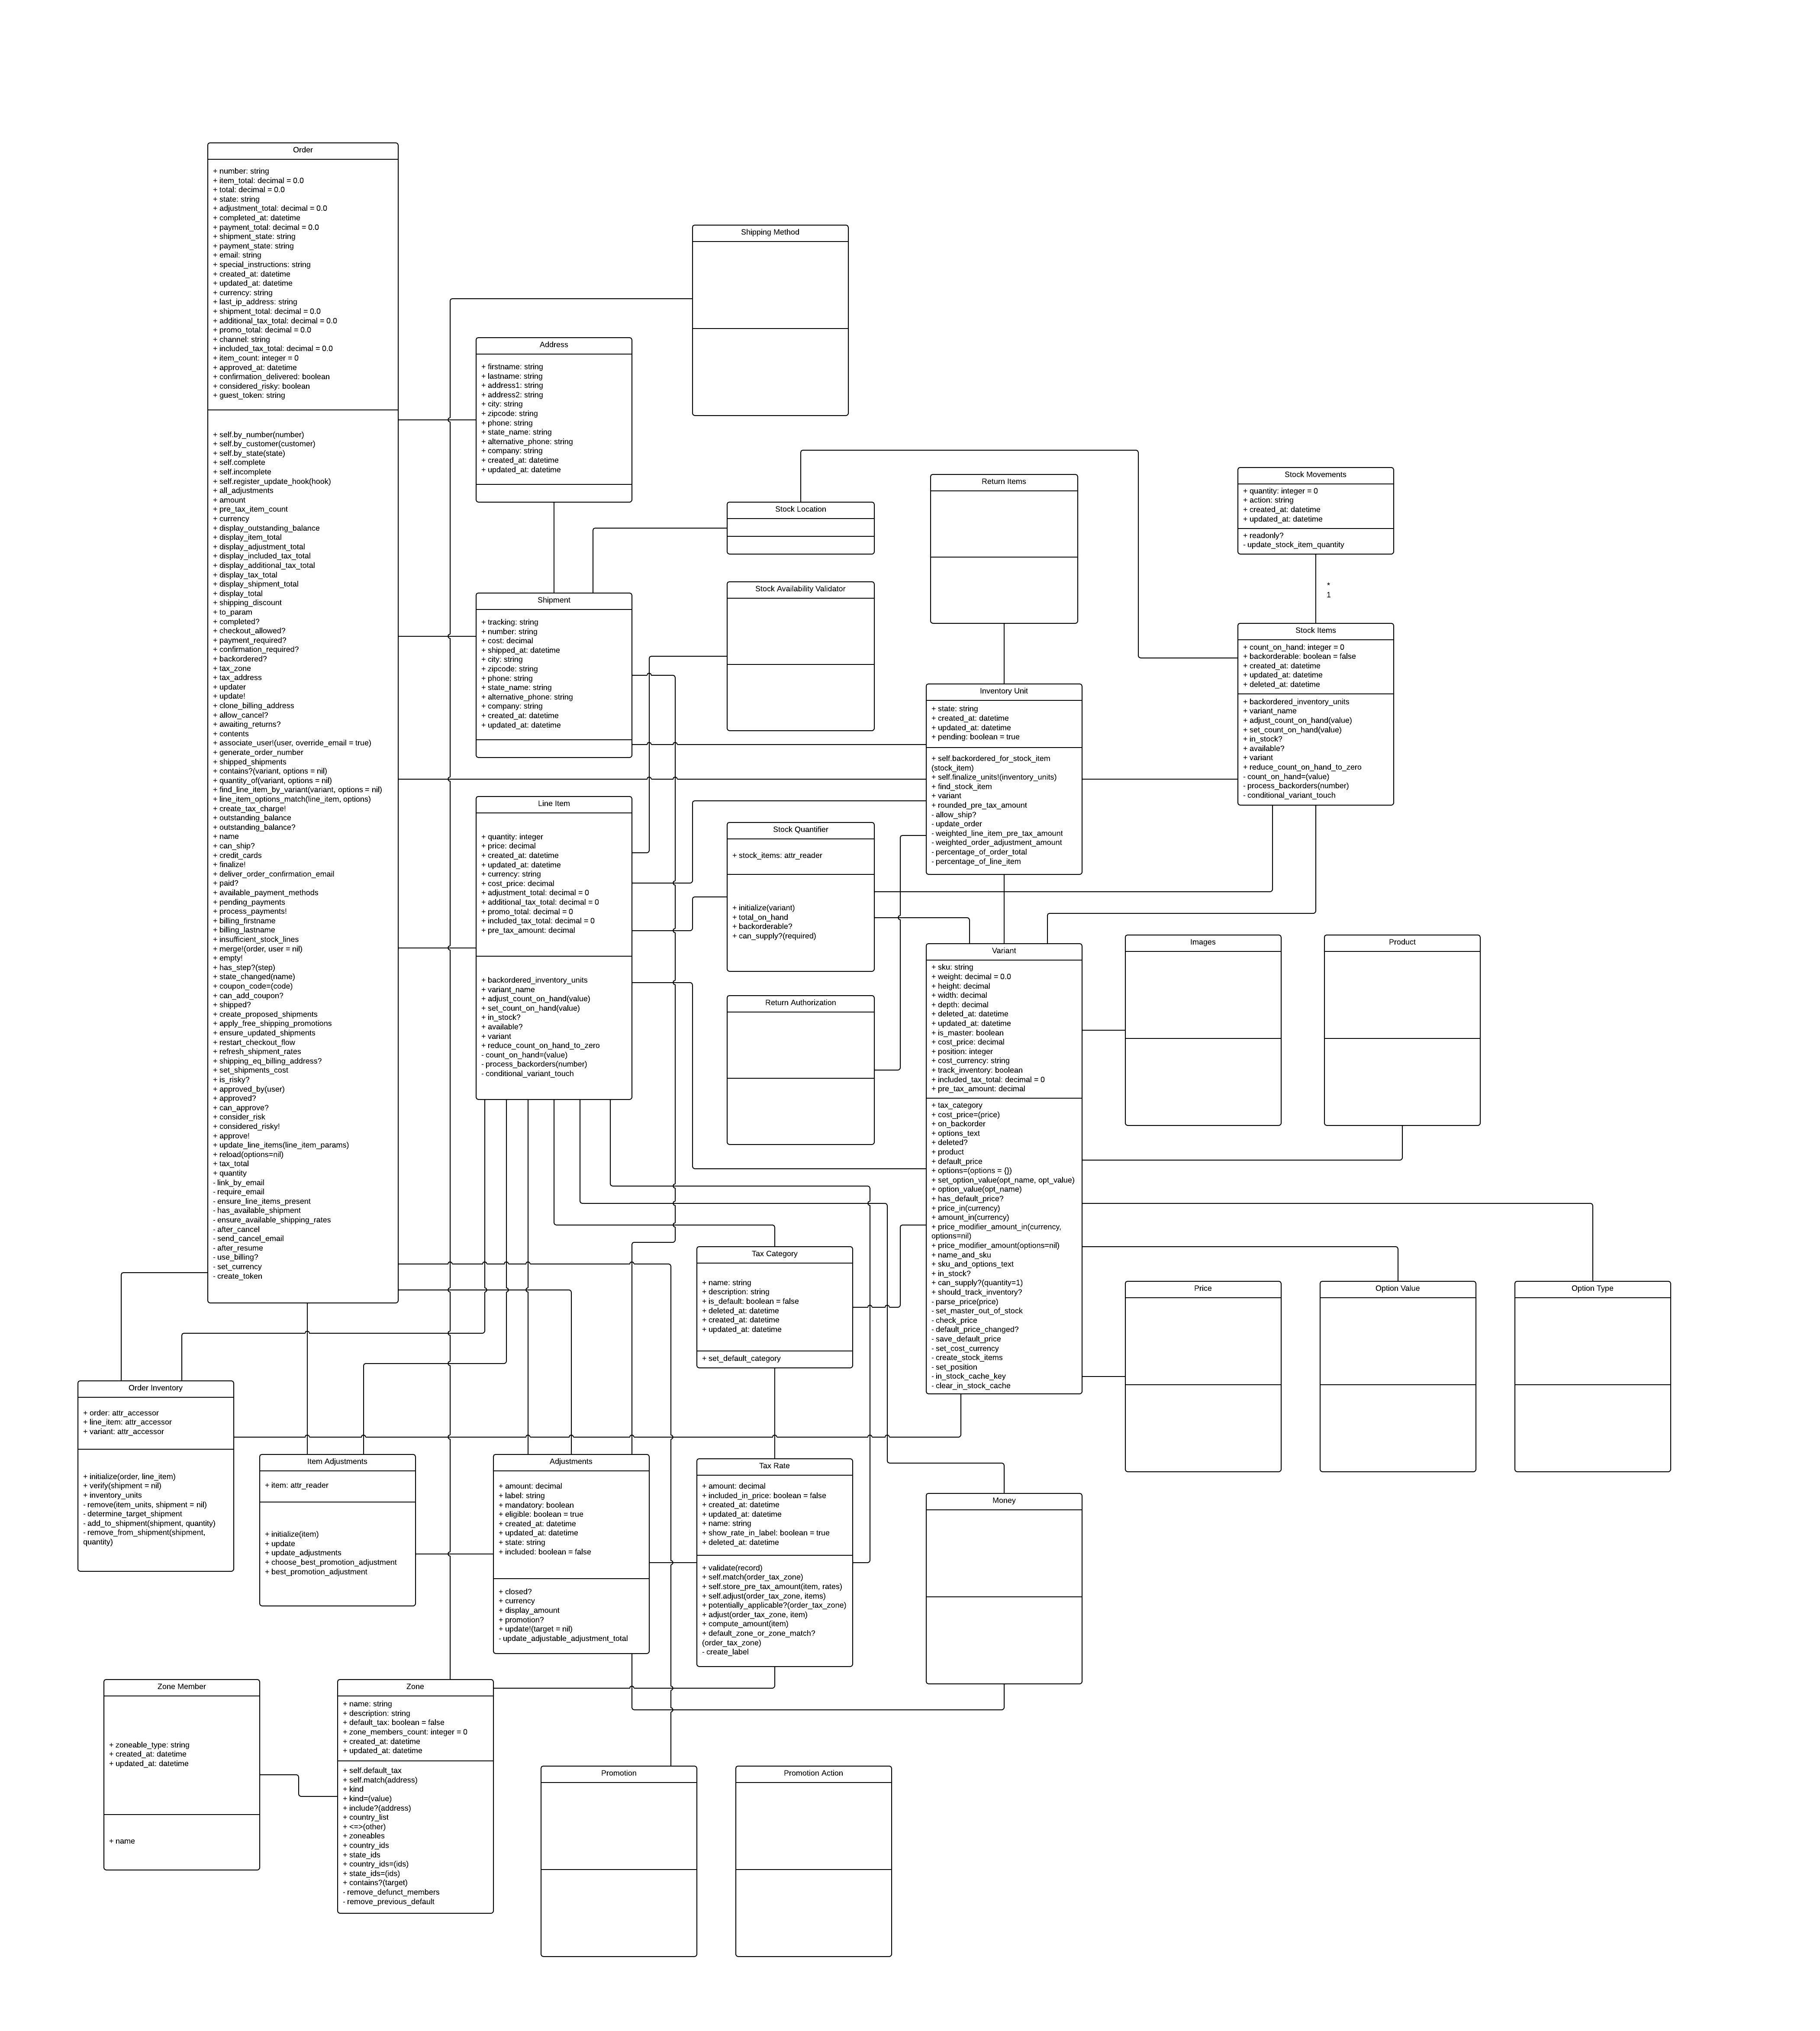 Order
+ number: string
+ item_total: decimal = 0.0
+ total: decimal = 0.0
+ state: string
+ adjustment_total: decimal = 0.0
+ completed_at: datetime
+ payment_total: decimal = 0.0
+ shipment_state: string
+ payment_state: string
+ email: string
+ special_instructions: string
+ created_at: datetime
+ updated_at: datetime
+ currency: string
+ last_ip_address: string
+ shipment_total: decimal = 0.0
+ additional_tax_total: decimal = 0.0
+ promo_total: decimal = 0.0
+ channel: string
+ included_tax_total: decimal = 0.0
+ item_count: integer = 0
+ approved_at: datetime
+ confirmation_delivered: boolean
+ considered_risky: boolean
+ guest_token: string
+ self.by_number(number)
+ self.by_customer(customer)
+ self.by_state(state)
+ self.complete
+ self.incomplete
+ self.register_update_hook(hook)
+ all_adjustments
+ amount
+ pre_tax_item_count
+ currency
+ display_outstanding_balance
+ display_item_total
+ display_adjustment_total
+ display_included_tax_total
+ display_additional_tax_total
+ display_tax_total
+ display_shipment_total
+ display_total
+ shipping_discount
+ to_param
+ completed?
+ checkout_allowed?
+ payment_required?
+ confirmation_required?
+ backordered?
+ tax_zone
+ tax_address
+ updater
+ update!
+ clone_billing_address
+ allow_cancel?
+ awaiting_returns?
+ contents
+ associate_user!(user, override_email = true)
+ generate_order_number
+ shipped_shipments
+ contains?(variant, options = nil)
+ quantity_of(variant, options = nil)
+ find_line_item_by_variant(variant, options = nil)
+ line_item_options_match(line_item, options)
+ create_tax_charge!
+ outstanding_balance
+ outstanding_balance?
+ name
+ can_ship?
+ credit_cards
+ finalize!
+ deliver_order_confirmation_email
+ paid?
+ available_payment_methods
+ pending_payments
+ process_payments!
+ billing_firstname
+ billing_lastname
+ insufficient_stock_lines
+ merge!(order, user = nil)
+ empty!
+ has_step?(step)
+ state_changed(name)
+ coupon_code=(code)
+ can_add_coupon?
+ shipped?
+ create_proposed_shipments
+ apply_free_shipping_promotions
+ ensure_updated_shipments
+ restart_checkout_flow
+ refresh_shipment_rates
+ shipping_eq_billing_address?
+ set_shipments_cost
+ is_risky?
+ approved_by(user)
+ approved?
+ can_approve?
+ consider_risk
+ considered_risky!
+ approve!
+ update_line_items(line_item_params)
+ reload(options=nil)
+ tax_total
+ quantity
- link_by_email
- require_email
- ensure_line_items_present
- has_available_shipment
- ensure_available_shipping_rates
- after_cancel
- send_cancel_email
- after_resume
- use_billing?
- set_currency
- create_token
Shipping Method
Address
+ firstname: string
+ lastname: string
+ address1: string
+ address2: string
+ city: string
+ zipcode: string
+ phone: string
+ state_name: string
+ alternative_phone: string
+ company: string
+ created_at: datetime
+ updated_at: datetime
Stock Location
Return Items
Stock Movements
+ quantity: integer = 0
+ action: string
+ created_at: datetime
+ updated_at: datetime
+ readonly?
- update_stock_item_quantity
*
1
Shipment
+ tracking: string
+ number: string
+ cost: decimal
+ shipped_at: datetime
+ city: string
+ zipcode: string
+ phone: string
+ state_name: string
+ alternative_phone: string
+ company: string
+ created_at: datetime
+ updated_at: datetime
Stock Availability Validator
Stock Items
+ count_on_hand: integer = 0
+ backorderable: boolean = false
+ created_at: datetime
+ updated_at: datetime
+ deleted_at: datetime
+ backordered_inventory_units
+ variant_name
+ adjust_count_on_hand(value)
+ set_count_on_hand(value)
+ in_stock?
+ available?
+ variant
+ reduce_count_on_hand_to_zero
- count_on_hand=(value)
- process_backorders(number)
- conditional_variant_touch
Inventory Unit
+ state: string
+ created_at: datetime
+ updated_at: datetime
+ pending: boolean = true
+ self.backordered_for_stock_item
(stock_item)
+ self.finalize_units!(inventory_units)
+ find_stock_item
+ variant
+ rounded_pre_tax_amount
- allow_ship?
- update_order
- weighted_line_item_pre_tax_amount
- weighted_order_adjustment_amount
- percentage_of_order_total
- percentage_of_line_item
Line Item
+ quantity: integer
+ price: decimal
+ created_at: datetime
+ updated_at: datetime
+ currency: string
+ cost_price: decimal
+ adjustment_total: decimal = 0
+ additional_tax_total: decimal = 0
+ promo_total: decimal = 0
+ included_tax_total: decimal = 0
+ pre_tax_amount: decimal
+ backordered_inventory_units
+ variant_name
+ adjust_count_on_hand(value)
+ set_count_on_hand(value)
+ in_stock?
+ available?
+ variant
+ reduce_count_on_hand_to_zero
- count_on_hand=(value)
- process_backorders(number)
- conditional_variant_touch
Stock Quantifier
+ stock_items: attr_reader
+ initialize(variant)
+ total_on_hand
+ backorderable?
+ can_supply?(required)
Return Authorization
Variant
+ sku: string
+ weight: decimal = 0.0
+ height: decimal
+ width: decimal
+ depth: decimal
+ deleted_at: datetime
+ updated_at: datetime
+ is_master: boolean
+ cost_price: decimal
+ position: integer
+ cost_currency: string
+ track_inventory: boolean
+ included_tax_total: decimal = 0
+ pre_tax_amount: decimal
+ tax_category
+ cost_price=(price)
+ on_backorder
+ options_text
+ deleted?
+ product
+ default_price
+ options=(options = {})
+ set_option_value(opt_name, opt_value)
+ option_value(opt_name)
+ has_default_price?
+ price_in(currency)
+ amount_in(currency)
+ price_modifier_amount_in(currency,
options=nil)
+ price_modifier_amount(options=nil)
+ name_and_sku
+ sku_and_options_text
+ in_stock?
+ can_supply?(quantity=1)
+ should_track_inventory?
- parse_price(price)
- set_master_out_of_stock
- check_price
- default_price_changed?
- save_default_price
- set_cost_currency
- create_stock_items
- set_position
- in_stock_cache_key
- clear_in_stock_cache
Images
Product
Tax Category
+ name: string
+ description: string
+ is_default: boolean = false
+ deleted_at: datetime
+ created_at: datetime
+ updated_at: datetime
+ set_default_category
Price
Option Value
Option Type
Order Inventory
+ order: attr_accessor
+ line_item: attr_accessor
+ variant: attr_accessor
+ initialize(order, line_item)
+ verify(shipment = nil)
+ inventory_units
- remove(item_units, shipment = nil)
- determine_target_shipment
- add_to_shipment(shipment, quantity)
- remove_from_shipment(shipment,
quantity)
Item Adjustments
+ item: attr_reader
+ initialize(item)
+ update
+ update_adjustments
+ choose_best_promotion_adjustment
+ best_promotion_adjustment
Adjustments
+ amount: decimal
+ label: string
+ mandatory: boolean
+ eligible: boolean = true
+ created_at: datetime
+ updated_at: datetime
+ state: string
+ included: boolean = false
+ closed?
+ currency
+ display_amount
+ promotion?
+ update!(target = nil)
- update_adjustable_adjustment_total
Tax Rate
+ amount: decimal
+ included_in_price: boolean = false
+ created_at: datetime
+ updated_at: datetime
+ name: string
+ show_rate_in_label: boolean = true
+ deleted_at: datetime
+ validate(record)
+ self.match(order_tax_zone)
+ self.store_pre_tax_amount(item, rates)
+ self.adjust(order_tax_zone, items)
+ potentially_applicable?(order_tax_zone)
+ adjust(order_tax_zone, item)
+ compute_amount(item)
+ default_zone_or_zone_match?
(order_tax_zone)
- create_label
Money
Zone Member
+ zoneable_type: string
+ created_at: datetime
+ updated_at: datetime
+ name
Zone
+ name: string
+ description: string
+ default_tax: boolean = false
+ zone_members_count: integer = 0
+ created_at: datetime
+ updated_at: datetime
+ self.default_tax
+ self.match(address)
+ kind
+ kind=(value)
+ include?(address)
+ country_list
+ <=>(other)
+ zoneables
+ country_ids
+ state_ids
+ country_ids=(ids)
+ state_ids=(ids)
+ contains?(target)
- remove_defunct_members
- remove_previous_default
Promotion
Promotion Action